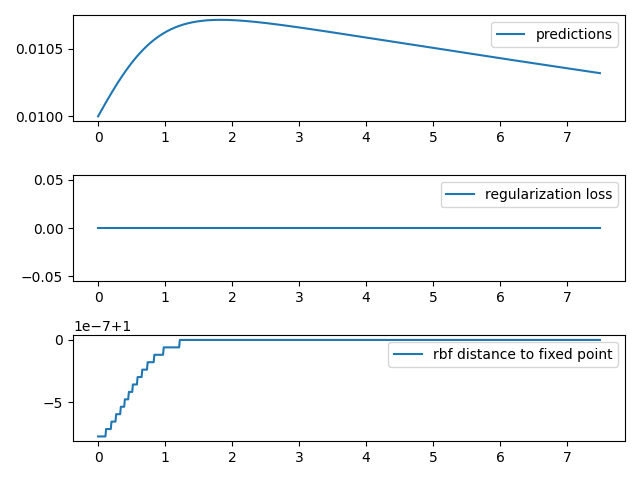 predictions
0.0105
0.0100
0 1 2 3 4 5 6 7
0.05
regularization loss
0.00
−0.05
0 1 2 3 4 5 6 7
1e−7+1
0
rbf distance to fixed point
−5
0 1 2 3 4 5 6 7